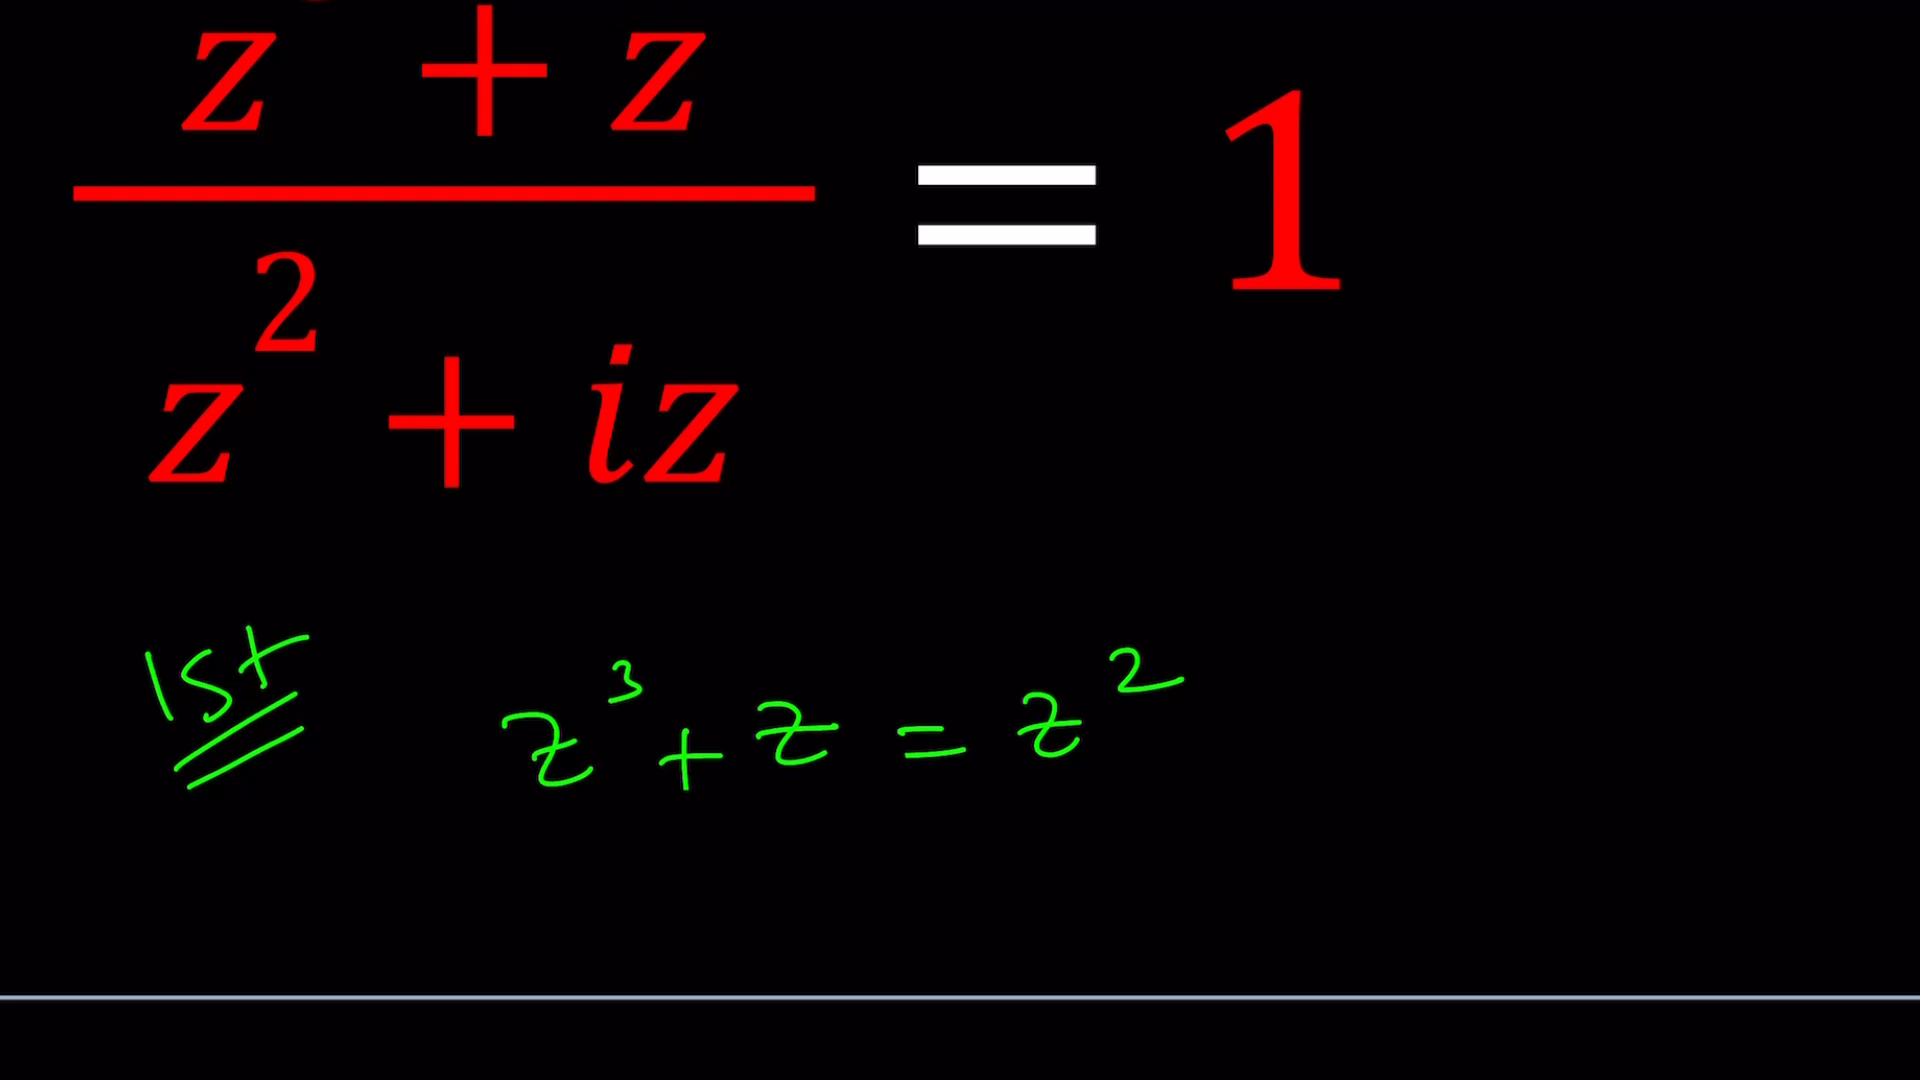 z + z
= 1
z² + iz
1st z³ + z = z²